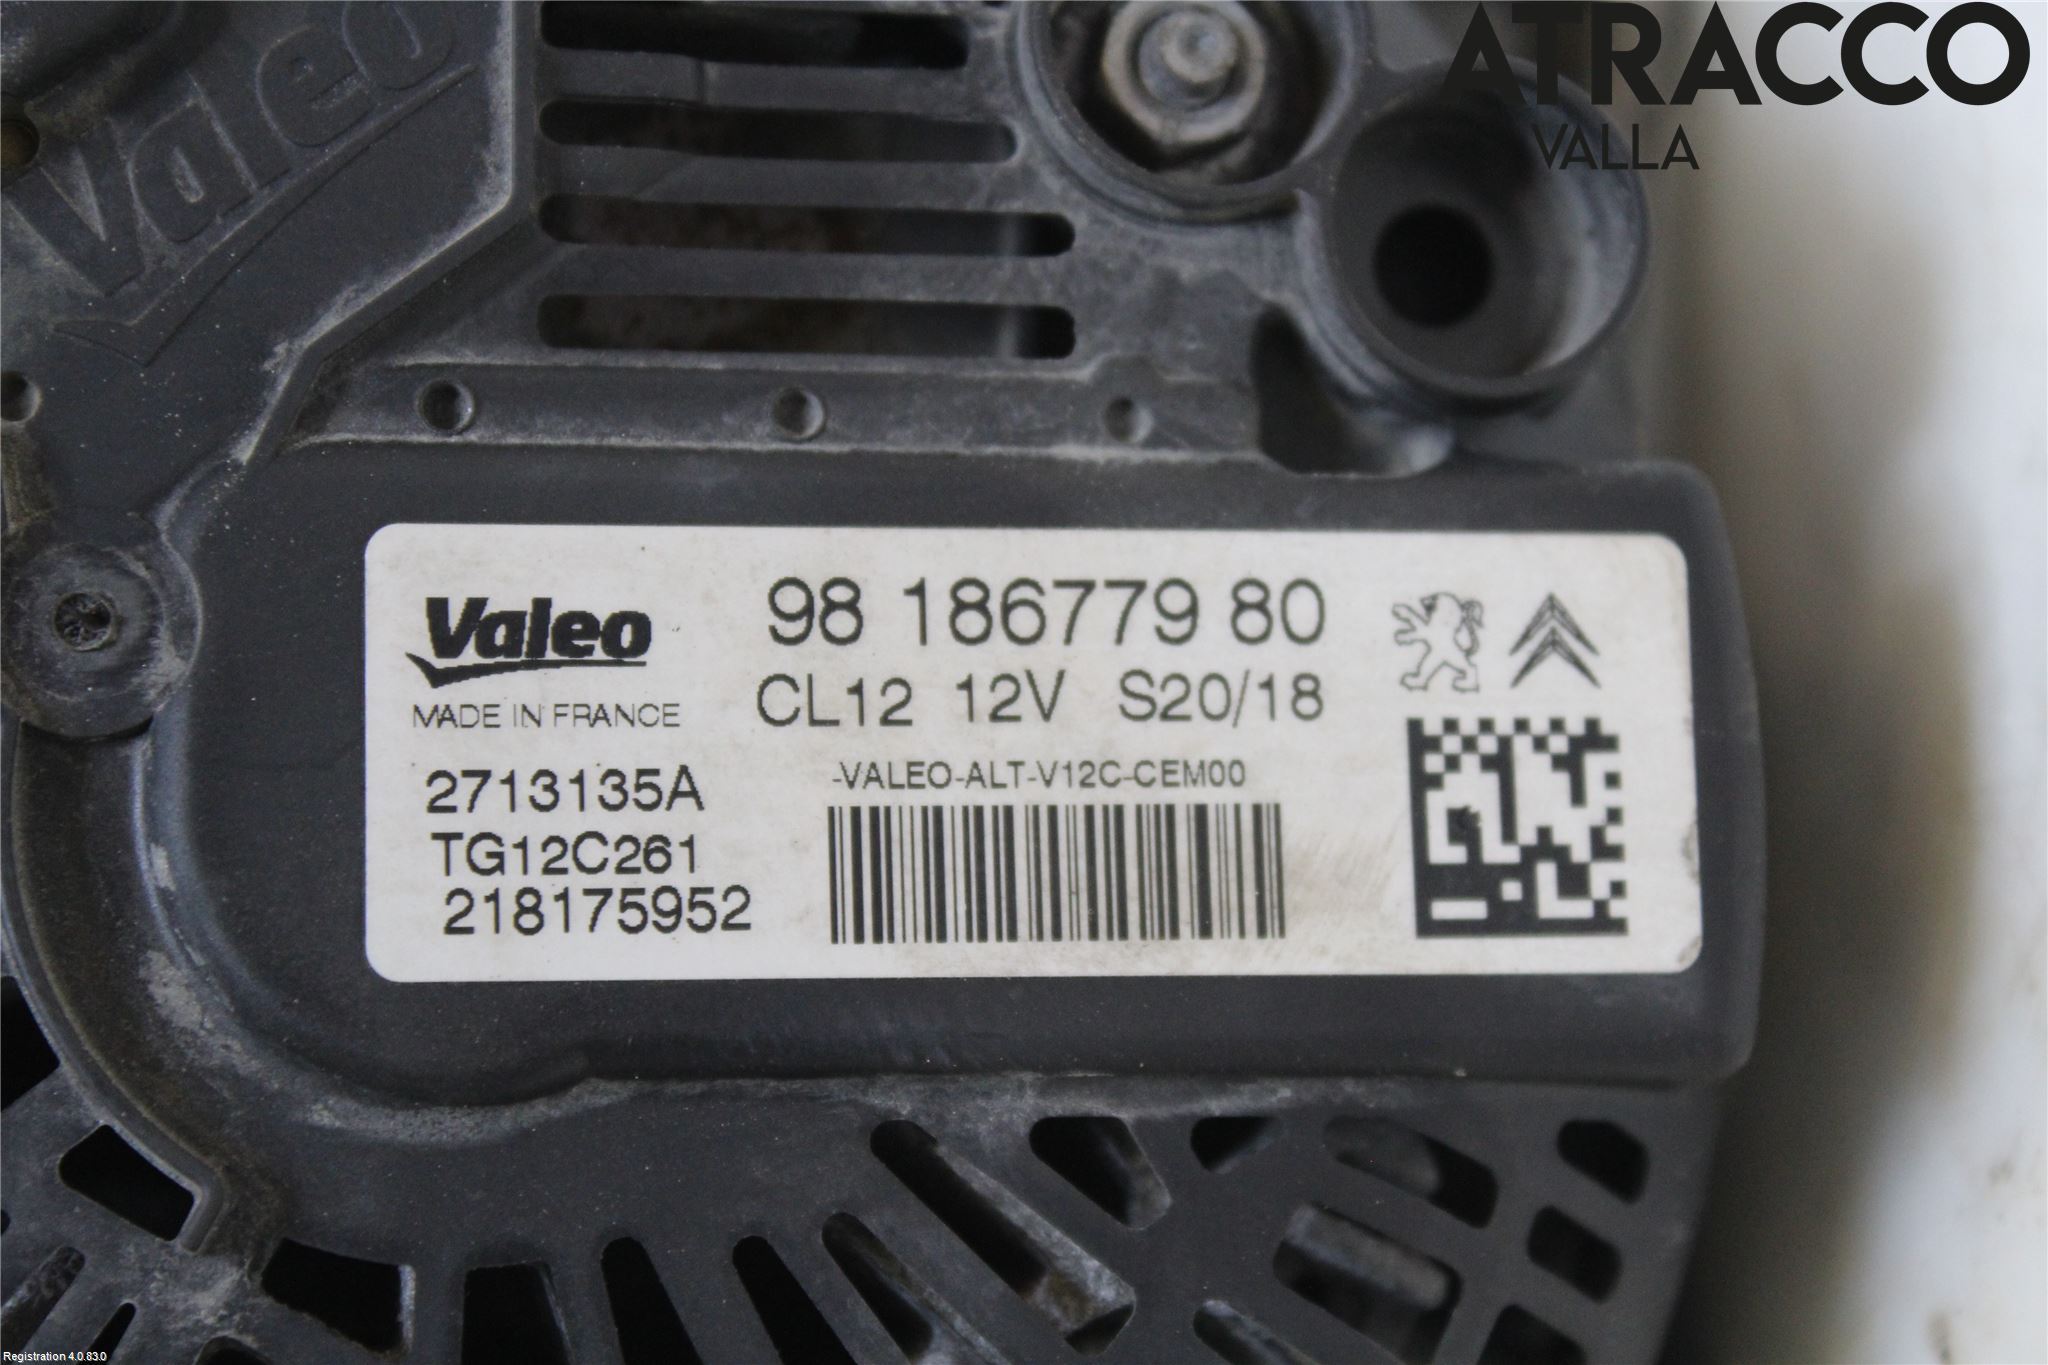 ATRACCO
VALLA
Valeo
Valeo
98 186779 80
MADE IN FRANCE
CL12 12V S20/18
2713135A
-VALEO-ALT-V12C-CEM00
TG12C261
218175952
Registration 4.0.83.0